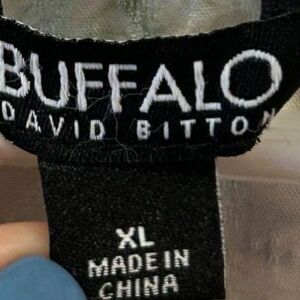 BUFFALO
DAVID BITTON
XL
MADE IN
CHINA